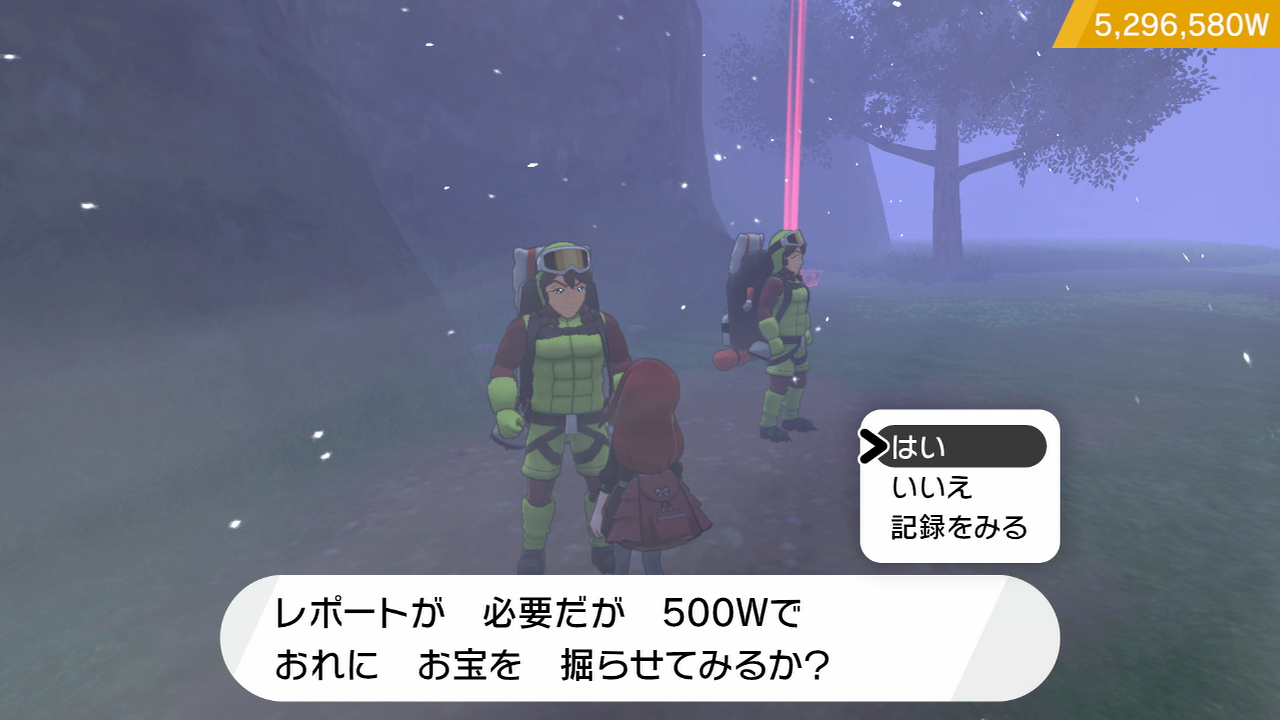 5,296,580W
はい
いいえ
記録をみる
レポートが　必要だが　500Wで
おれに　お宝を　掘らせてみるか?